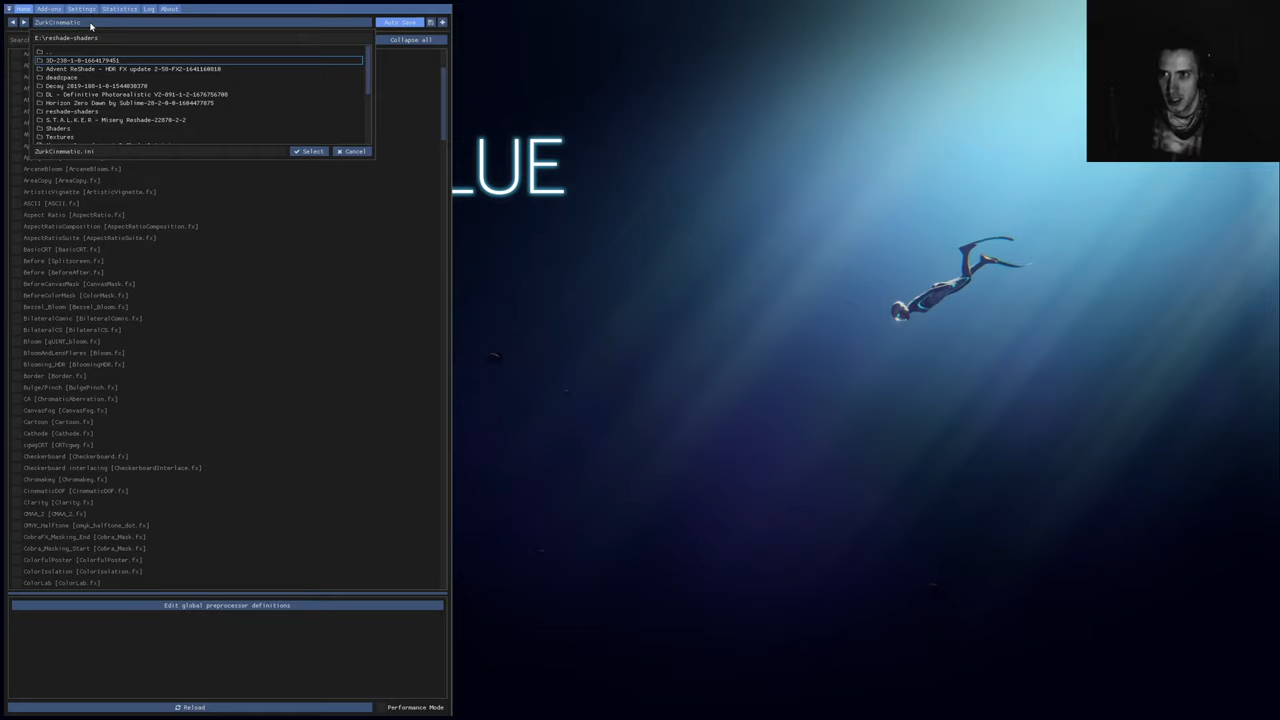 Home Add-ons Settings Statistics Log About
ZurkCinematic Auto Save
Search Collapse all
E:\reshade-shaders
..
3D-238-1-0-1664179451
Advent ReShade - HDR FX update 2-50-FX2-1641160810
deadspace
Decay 2019-188-1-0-1544830370
DL - Definitive Photorealistic V2-091-1-2-1676756700
Horizon Zero Dawn by Sublime-20-2-0-0-1604477875
reshade-shaders
S.T.A.L.K.E.R - Misery Reshade-22870-2-2
Shaders
Textures
ZurkCinematic.ini Select Cancel
LUE
ArcaneBloom [ArcaneBloom.fx]
AreaCopy [AreaCopy.fx]
ArtisticVignette [ArtisticVignette.fx]
ASCII [ASCII.fx]
Aspect Ratio [AspectRatio.fx]
AspectRatioComposition [AspectRatioComposition.fx]
AspectRatioSuite [AspectRatioSuite.fx]
BasicCRT [BasicCRT.fx]
Before [Splitscreen.fx]
Before [BeforeAfter.fx]
BeforeCanvasMask [CanvasMask.fx]
BeforeColorMask [ColorMask.fx]
Bessel_Bloom [Bessel_Bloom.fx]
BilateralComic [BilateralComic.fx]
BilateralCS [BilateralCS.fx]
Bloom [qUINT_bloom.fx]
BloomAndLensFlares [Bloom.fx]
Blooming_HDR [BloomingHDR.fx]
Border [Border.fx]
Bulge/Pinch [BulgePinch.fx]
CA [ChromaticAberration.fx]
CanvasFog [CanvasFog.fx]
Cartoon [Cartoon.fx]
Cathode [Cathode.fx]
cgwgCRT [CRTcgwg.fx]
Checkerboard [Checkerboard.fx]
Checkerboard interlacing [CheckerboardInterlace.fx]
Chromakey [Chromakey.fx]
CinematicDOF [CinematicDOF.fx]
Clarity [Clarity.fx]
CMAA_2 [CMAA_2.fx]
CMYK_Halftone [cmyk_halftone_dot.fx]
CobraFX_Masking_End [Cobra_Mask.fx]
Cobra_Masking_Start [Cobra_Mask.fx]
ColorfulPoster [ColorfulPoster.fx]
ColorIsolation [ColorIsolation.fx]
ColorLab [ColorLab.fx]
Edit global preprocessor definitions
Reload Performance Mode